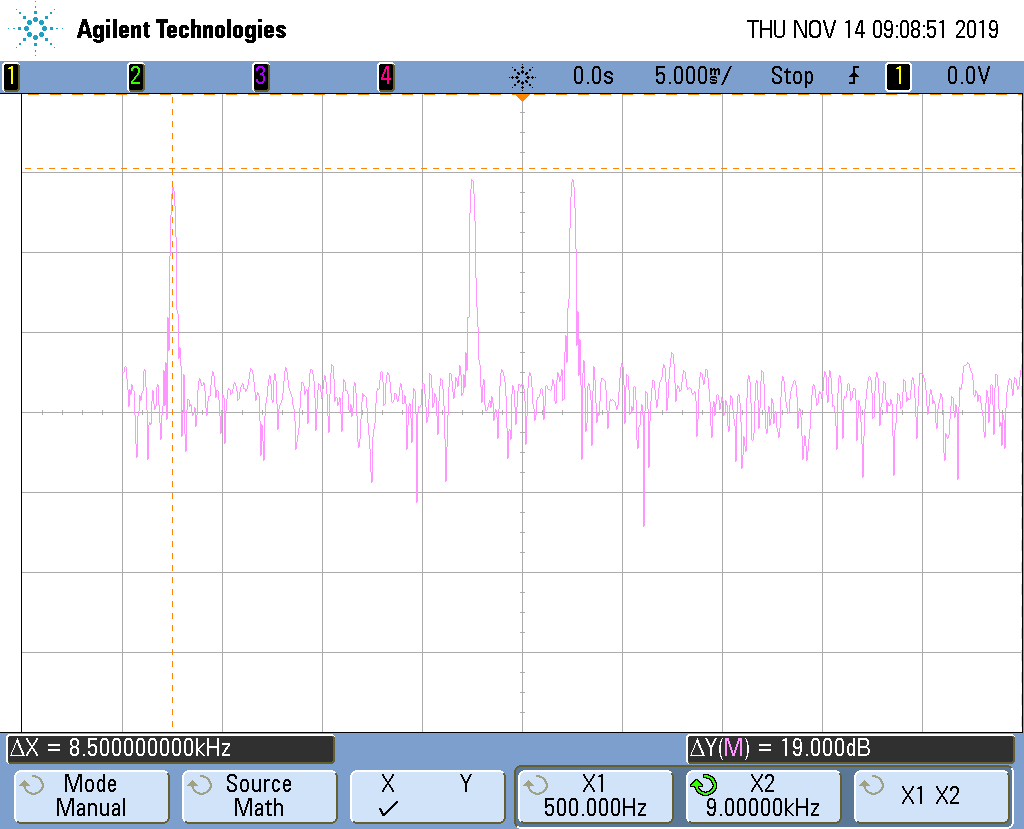 Agilent Technologies
THU NOV 14 09:08:51 2019
1 2 3 4 0.0s 5.000㎳/ Stop 1 0.0V
ΔX = 8.500000000kHz
ΔY(M) = 19.000dB
Mode
Manual
Source
Math
X Y
✓
X1
500.000Hz
X2
9.00000kHz
X1 X2